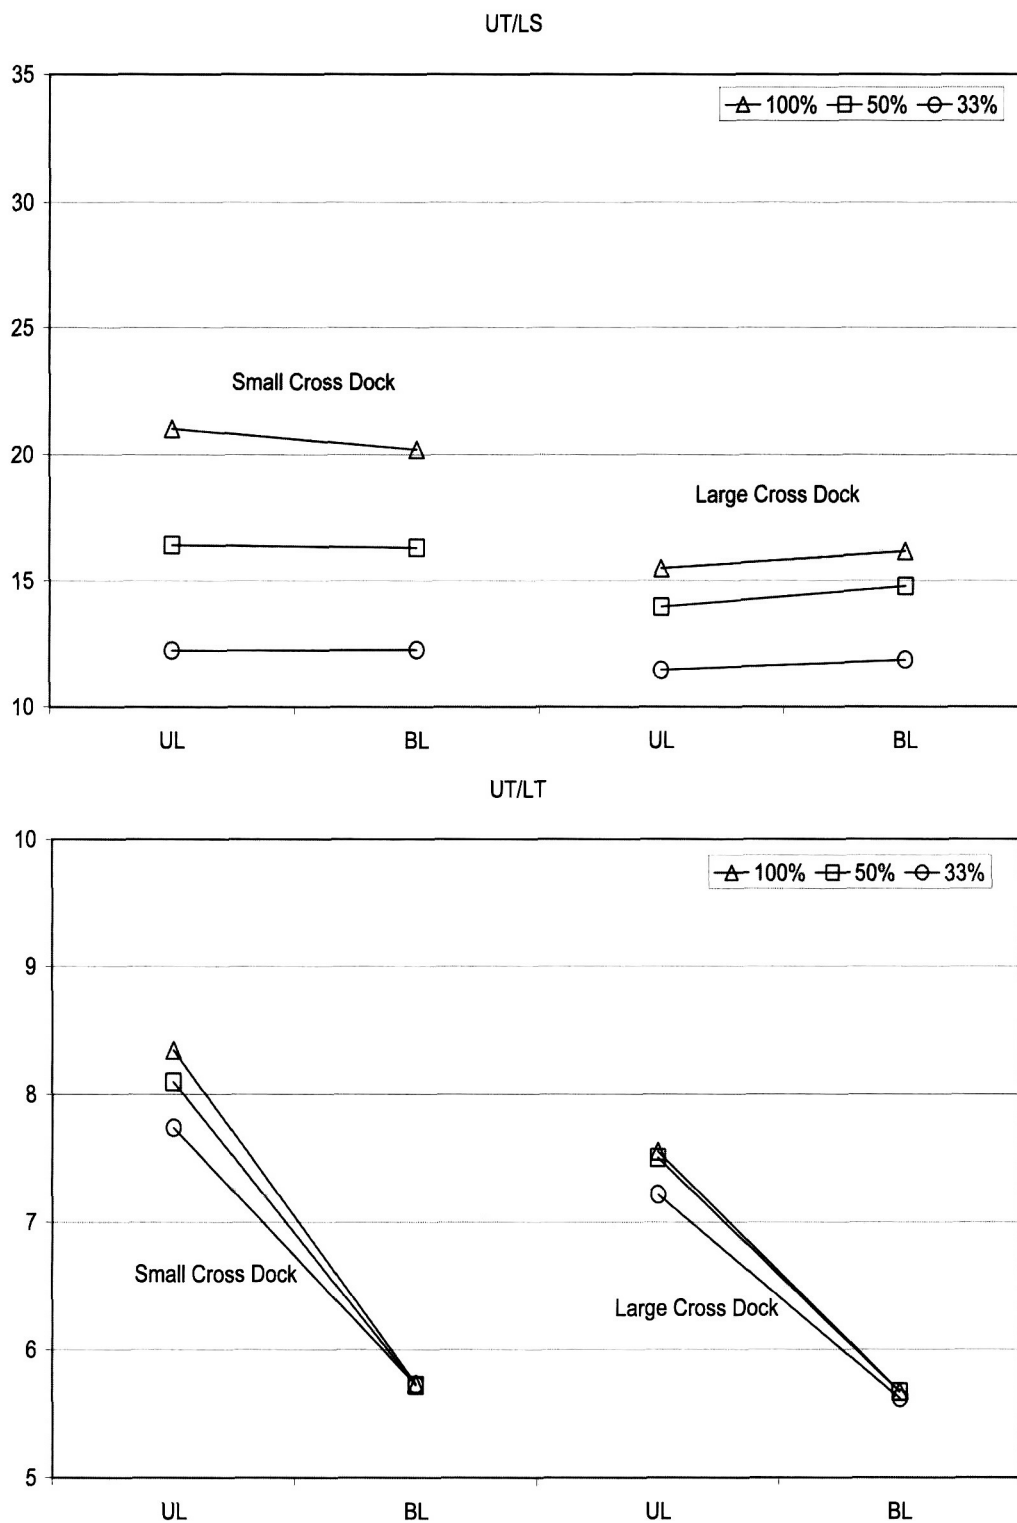 UT/LS
35
100% 50% 33%
30
25
Small Cross Dock
20
Large Cross Dock
15
10
UL BL UL BL
UT/LT
10
100% 50% 33%
9
8
7
Small Cross Dock
Large Cross Dock
6
5
UL BL UL BL